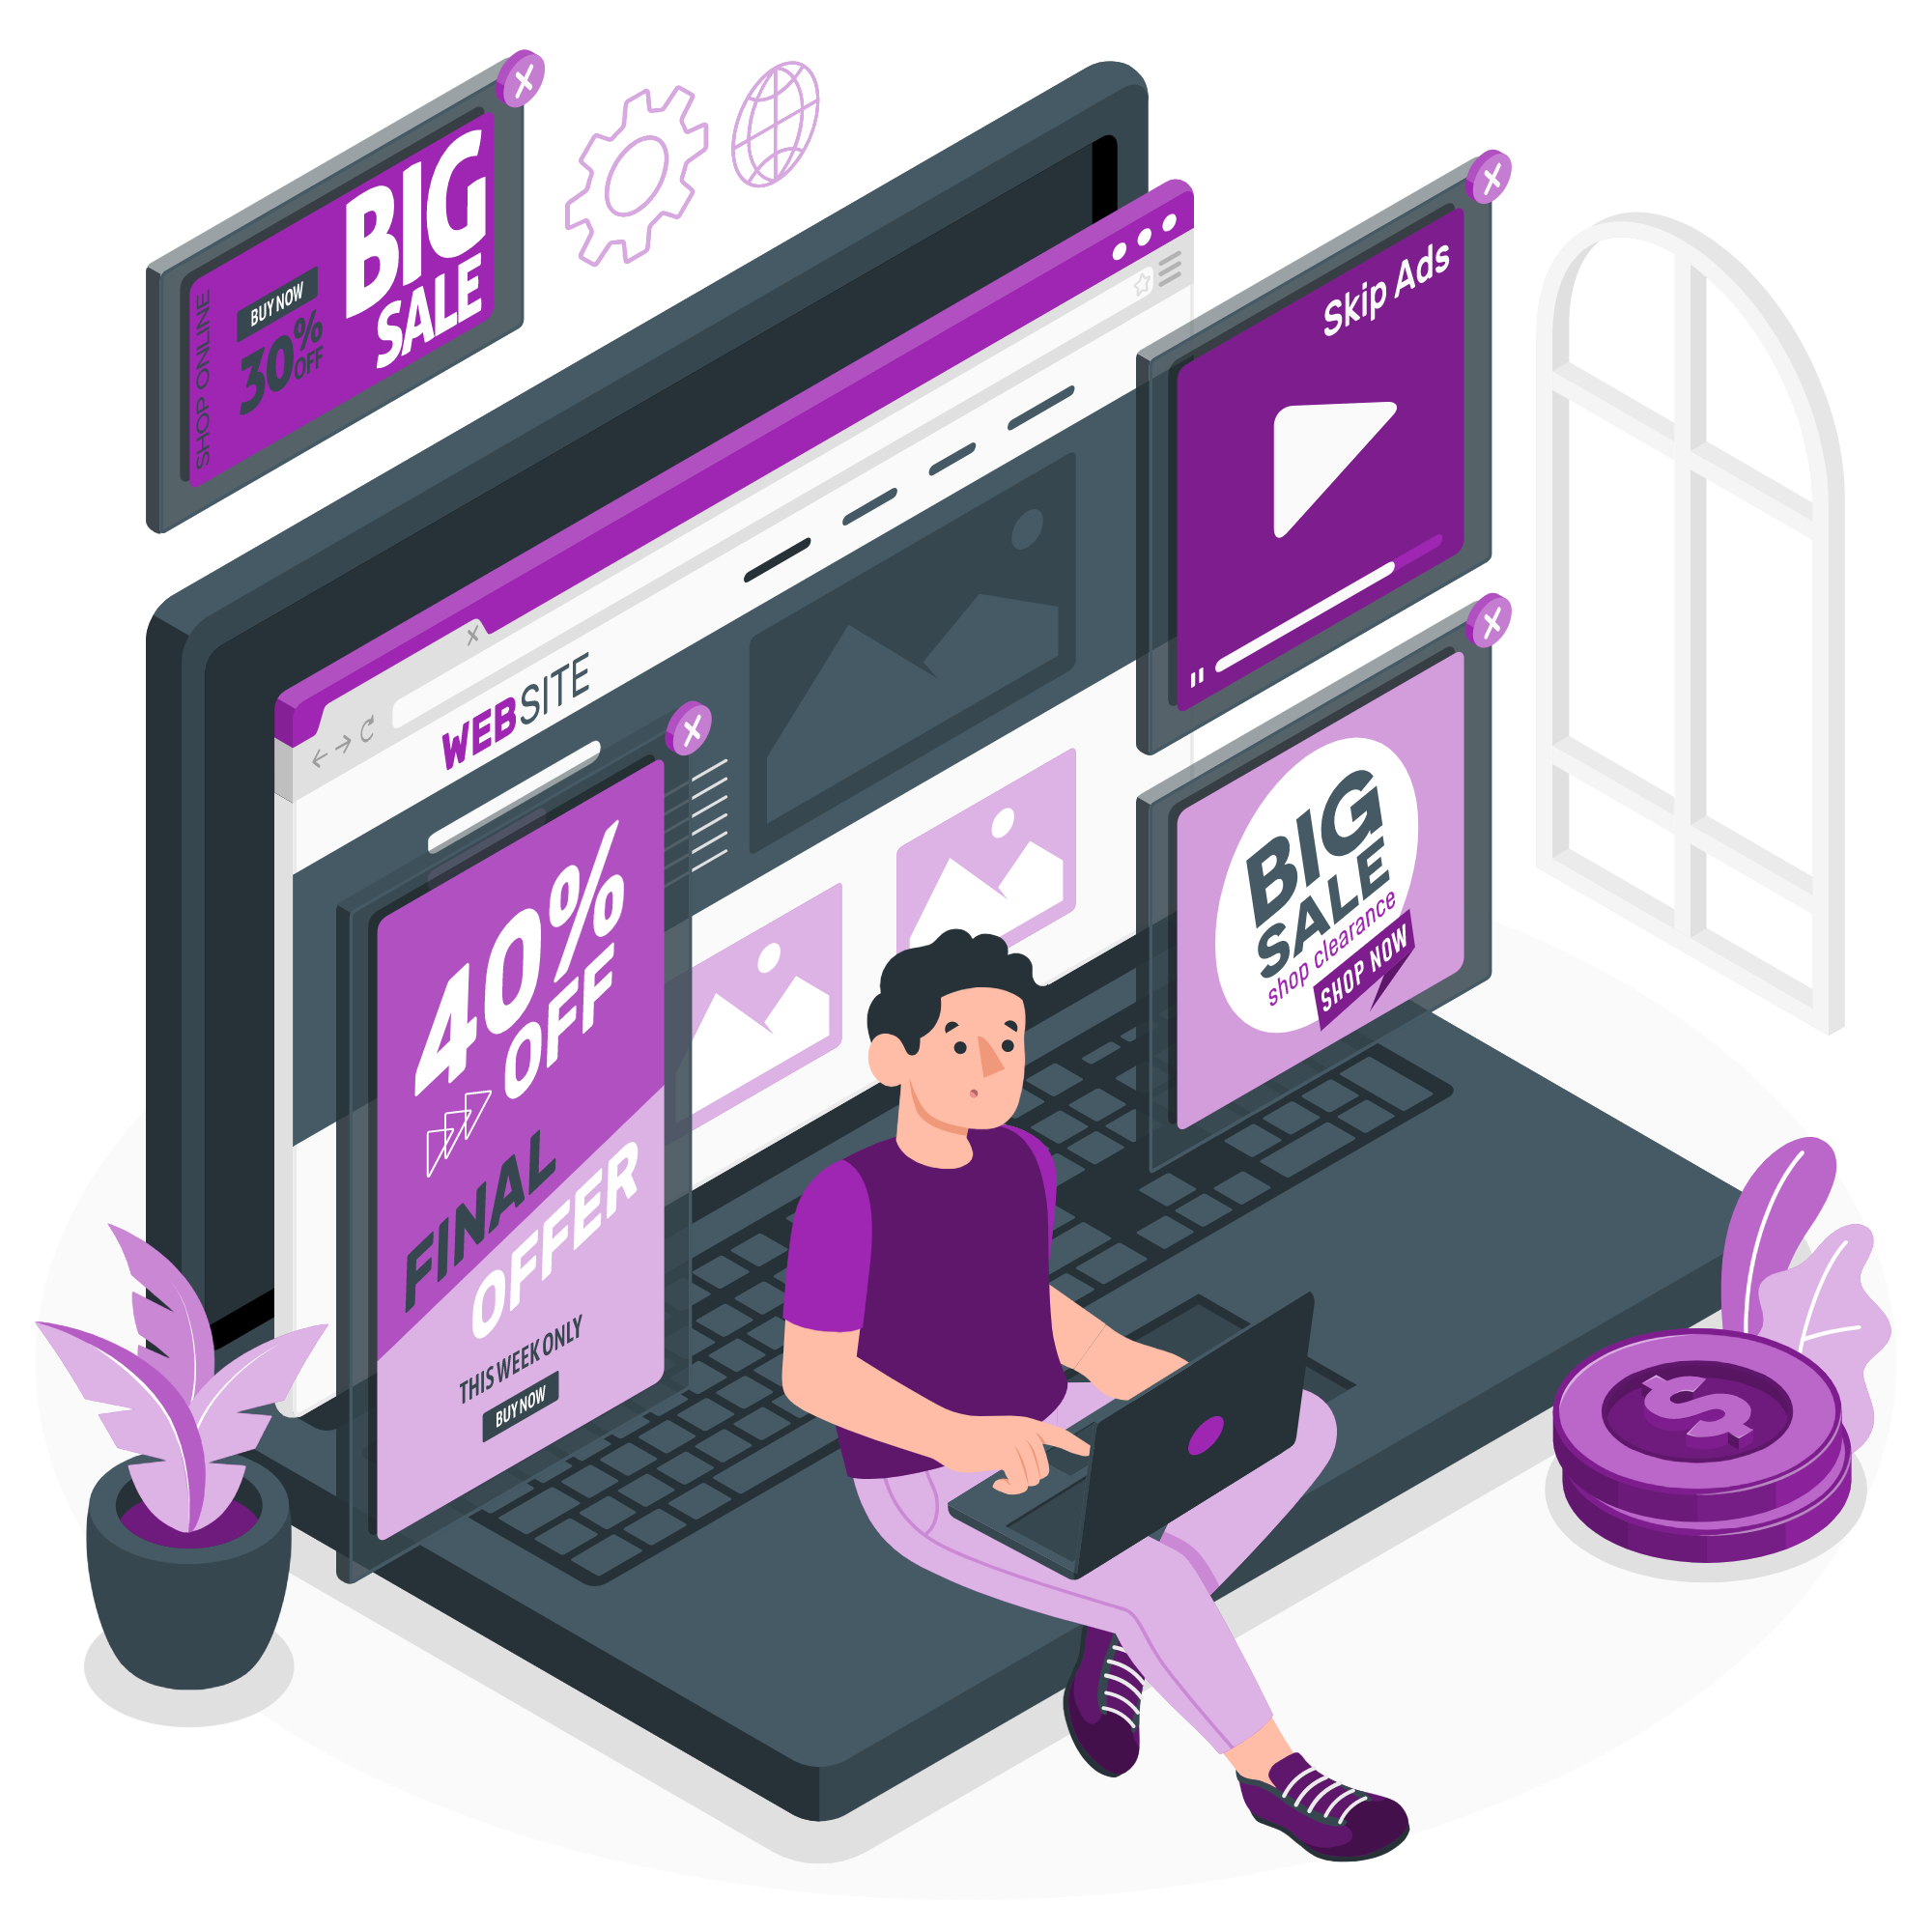 BIG
SALE
BUY NOW
30%
OFF
SHOP ONLINE
Skip Ads
WEBSITE
40%
OFF
FINAL
OFFER
THIS WEEK ONLY
BUY NOW
BIG
SALE
shop clearance
SHOP NOW
$